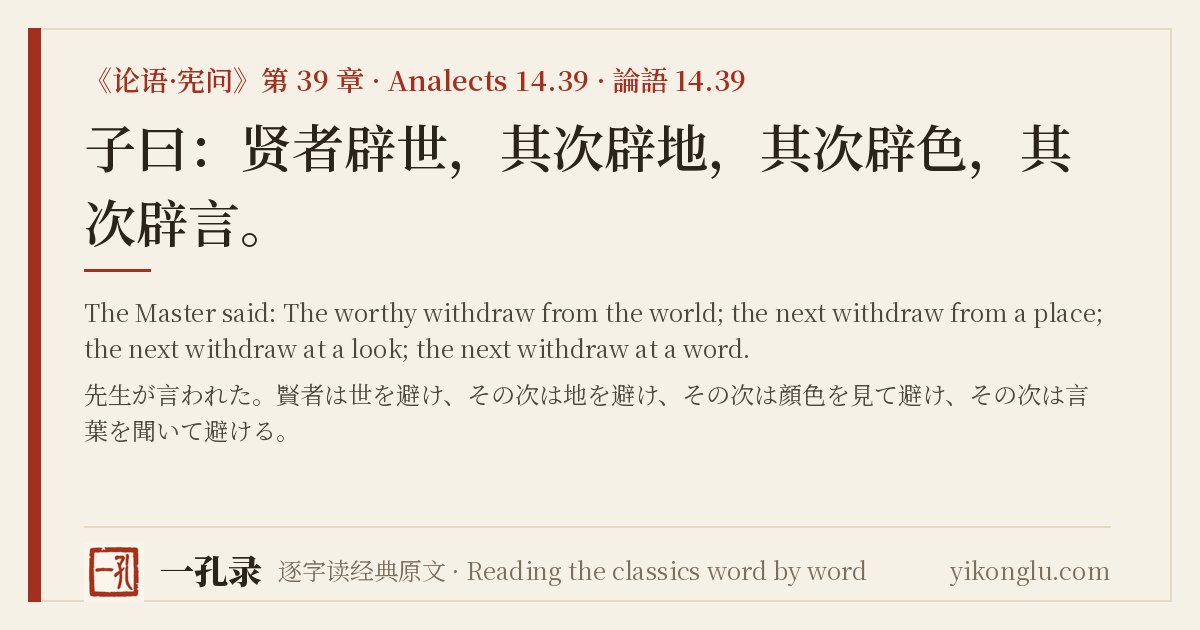 《论语·宪问》第 39 章 · Analects 14.39 · 論語 14.39
子曰：贤者辟世，其次辟地，其次辟色，其
次辟言。
The Master said: The worthy withdraw from the world; the next withdraw from a place;
the next withdraw at a look; the next withdraw at a word.
先生が言われた。賢者は世を避け、その次は地を避け、その次は顔色を見て避け、その次は言
葉を聞いて避ける。
一孔 一孔录 逐字读经典原文 · Reading the classics word by word yikonglu.com